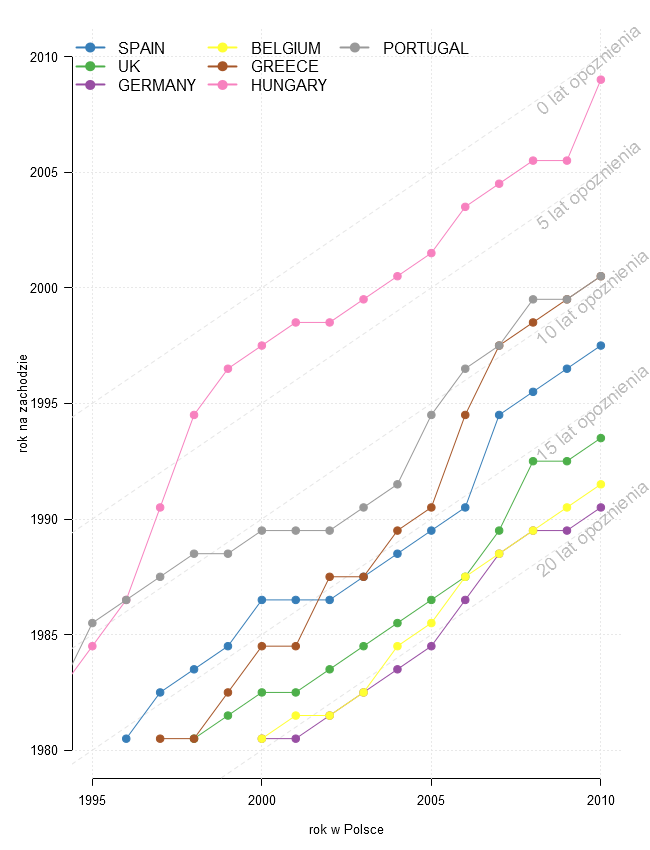 SPAIN BELGIUM PORTUGAL
UK GREECE
GERMANY HUNGARY
0 lat opoznienia
5 lat opoznienia
10 lat opoznienia
15 lat opoznienia
20 lat opoznienia
2010
2005
2000
1995
1990
1985
1980
rok na zachodzie
1995 2000 2005 2010
rok w Polsce